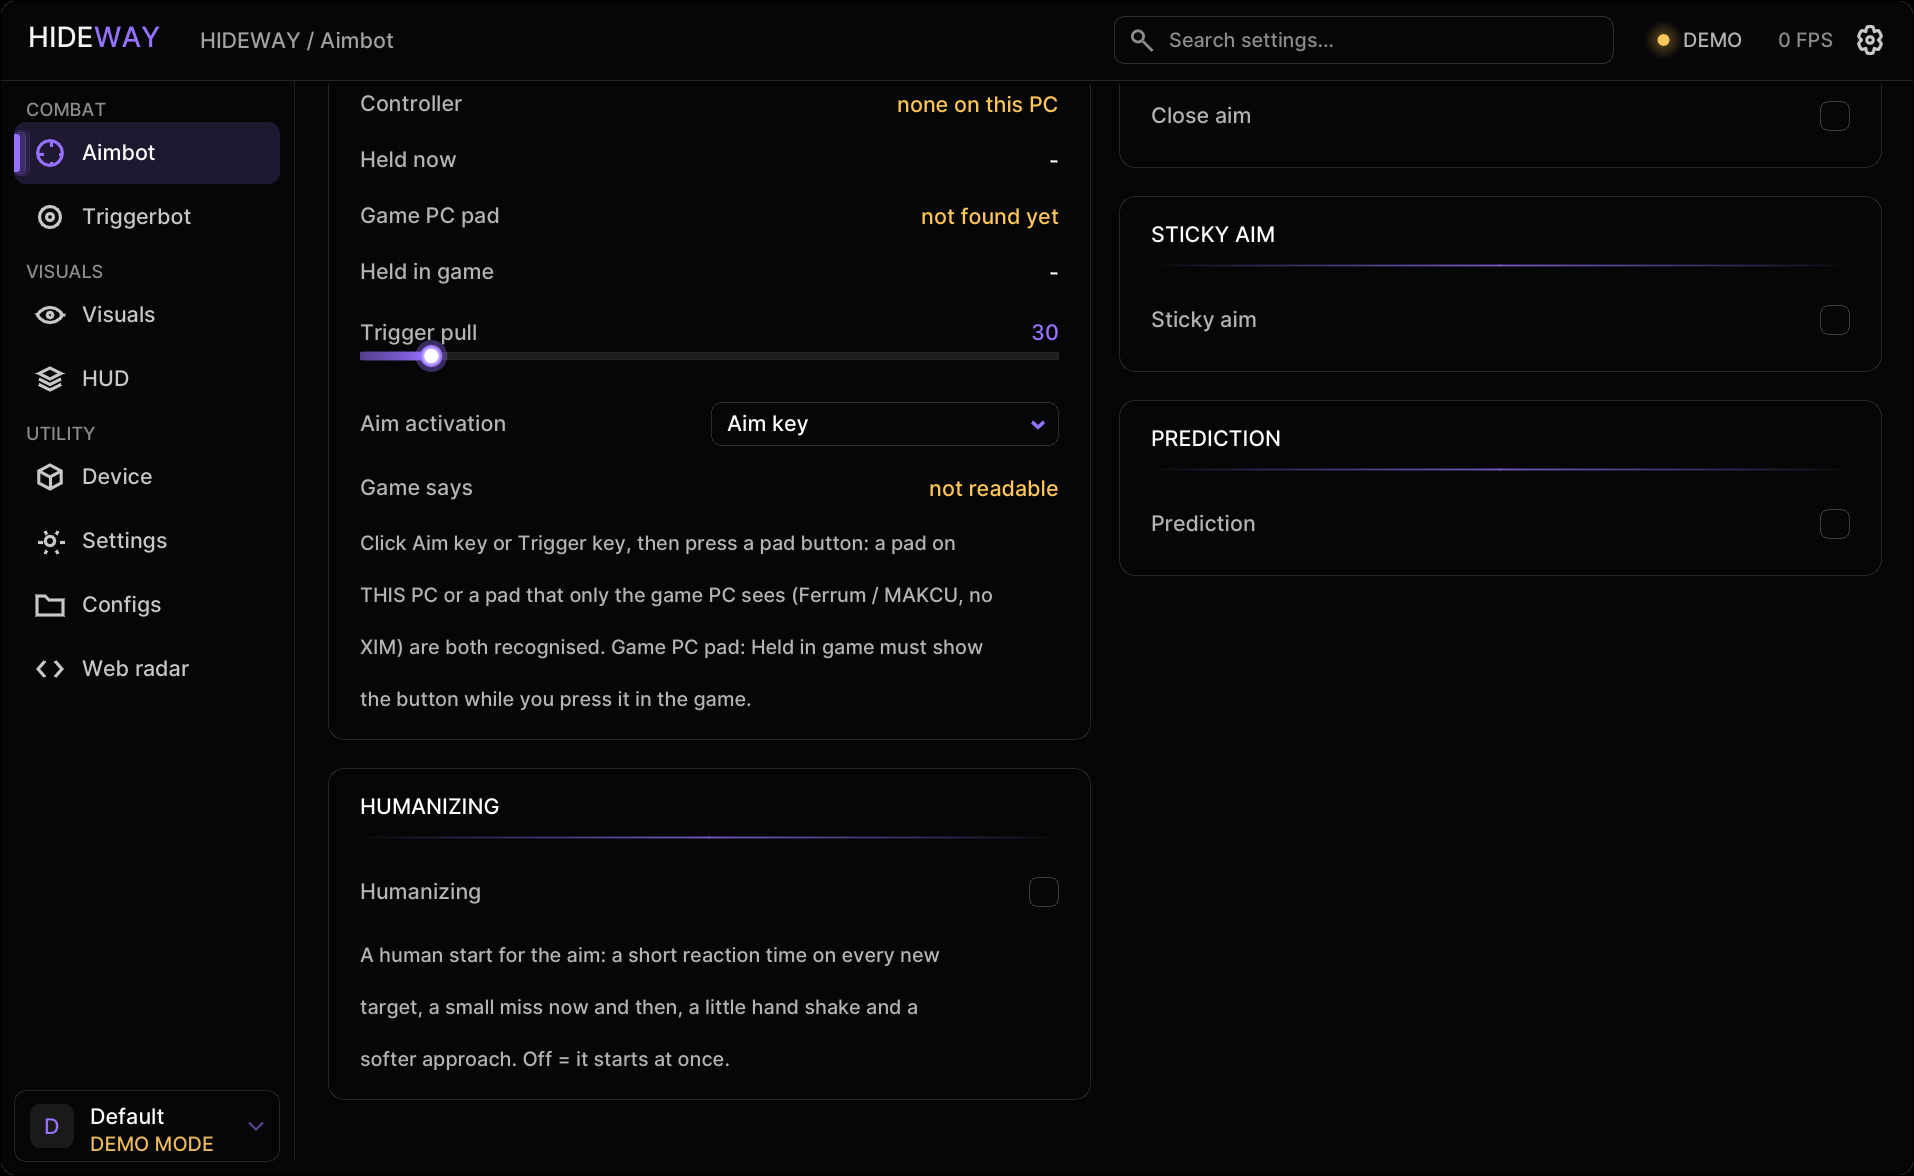 HIDEWAY
HIDEWAY / Aimbot
Search settings...
DEMO
0 FPS
COMBAT
Aimbot
Triggerbot
VISUALS
Visuals
HUD
UTILITY
Device
Settings
Configs
Web radar
D
Default
DEMO MODE
Controller none on this PC
Held now -
Game PC pad not found yet
Held in game -
Trigger pull 30
Aim activation Aim key
Game says not readable
Click Aim key or Trigger key, then press a pad button: a pad on
THIS PC or a pad that only the game PC sees (Ferrum / MAKCU, no
XIM) are both recognised. Game PC pad: Held in game must show
the button while you press it in the game.
HUMANIZING
Humanizing
A human start for the aim: a short reaction time on every new
target, a small miss now and then, a little hand shake and a
softer approach. Off = it starts at once.
Close aim
STICKY AIM
Sticky aim
PREDICTION
Prediction